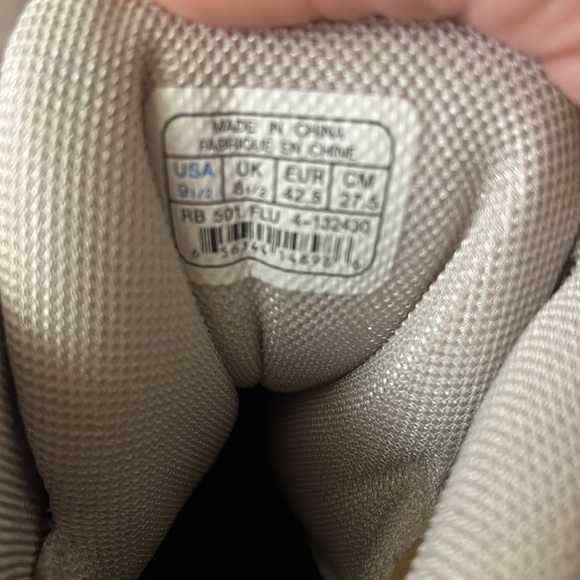 MADE IN CHINA
FABRIQUE EN CHINE
USA UK EUR CM
9 1/2 8 1/2 42.5 27.5
RB 501/FLU 4-132430